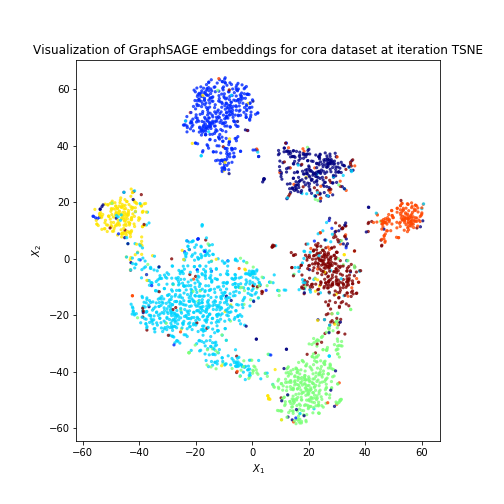 Visualization of GraphSAGE embeddings for cora dataset at iteration TSNE
60
40
20
0
−20
−40
−60
X₂
−60 −40 −20 0 20 40 60
X₁